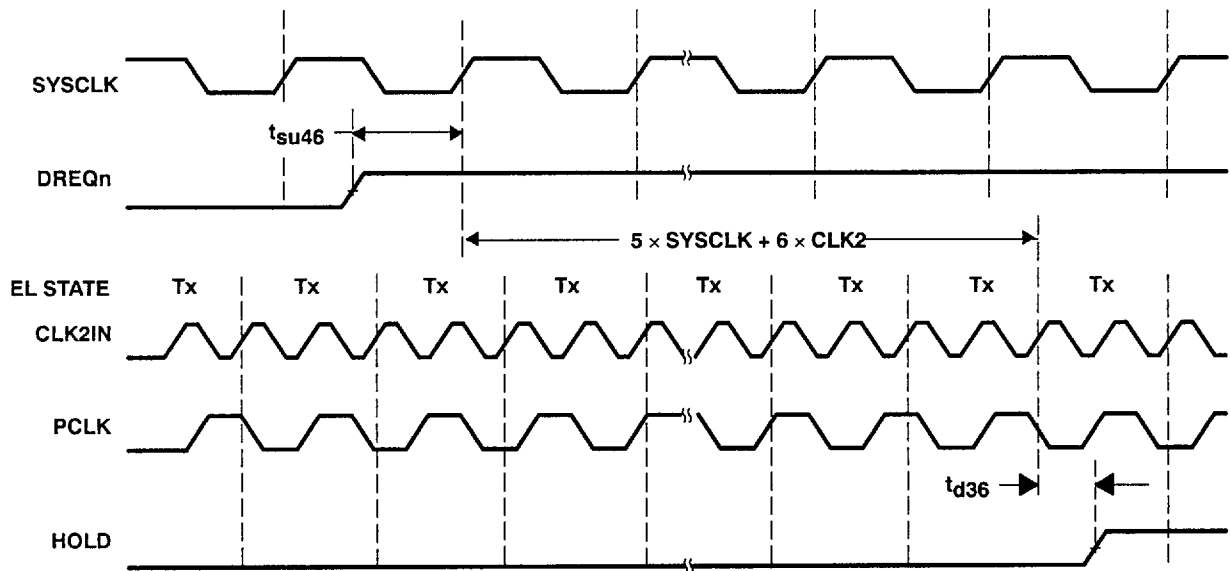 SYSCLK
tsu46
DREQn
5 × SYSCLK + 6 × CLK2
EL STATE Tx Tx Tx Tx Tx Tx Tx Tx
CLK2IN
PCLK
td36
HOLD